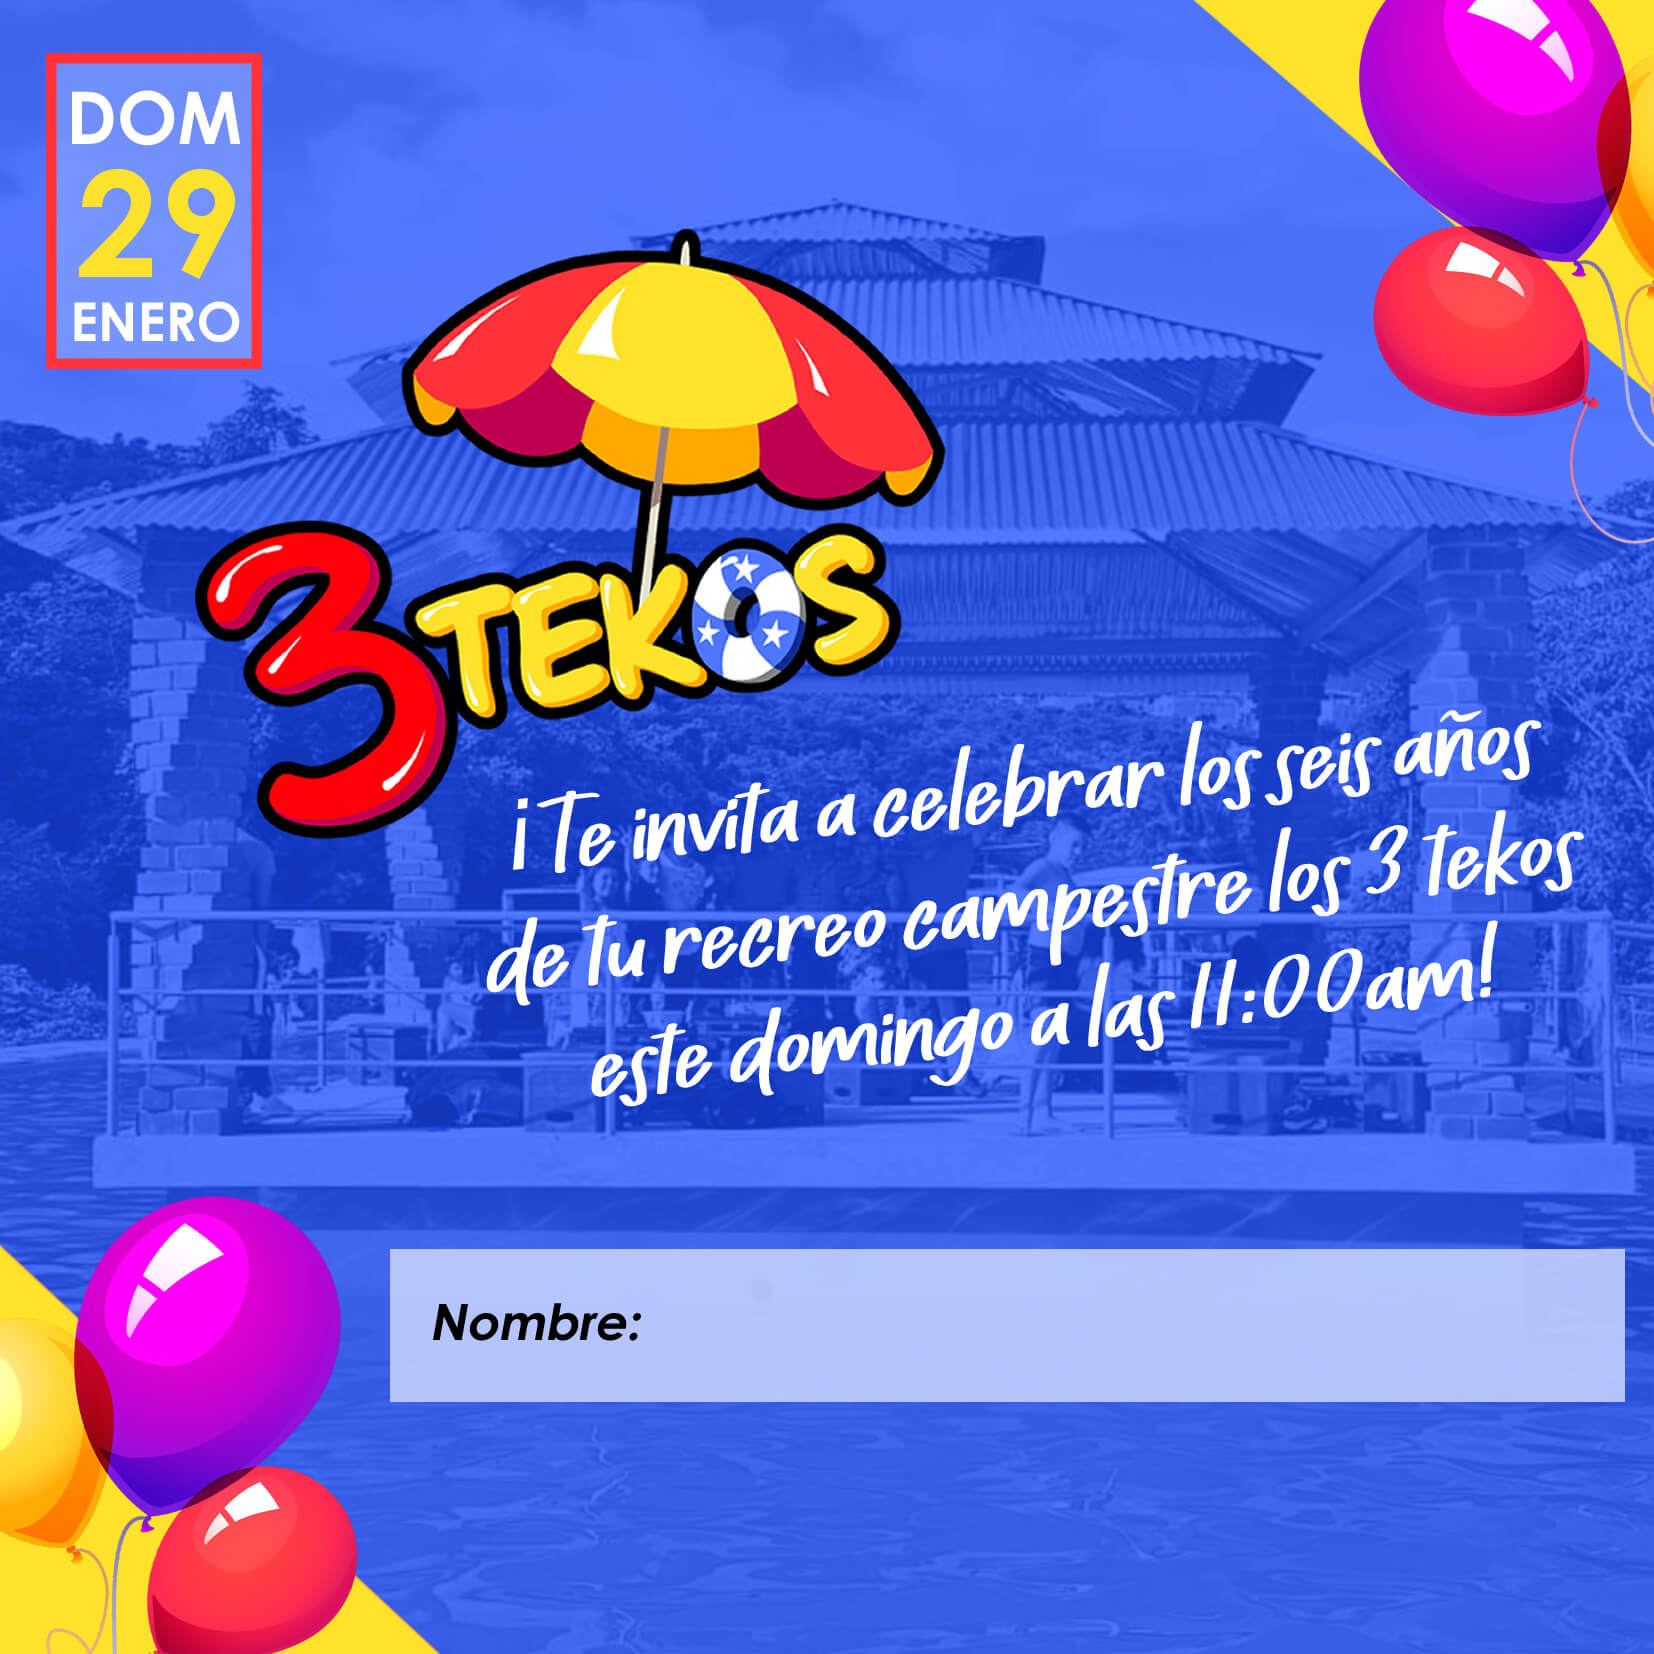 DOM
29
ENERO
3TEKOS
¡Te invita a celebrar los seis años
de tu recreo campestre los 3 tekos
este domingo a las 11:00am!
Nombre: